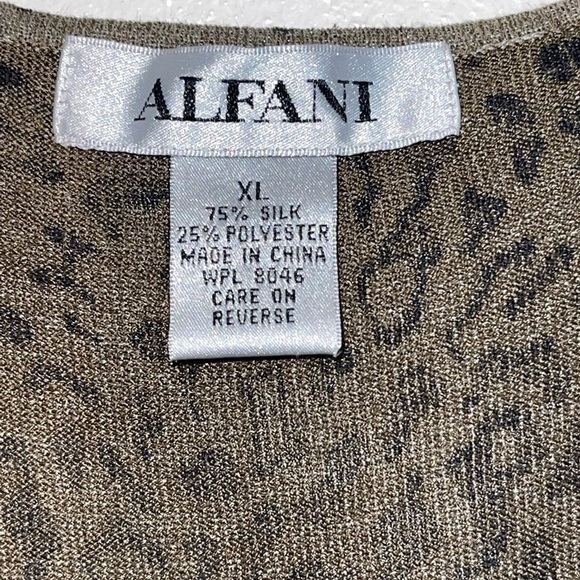 ALFANI
XL
75% SILK
25% POLYESTER
MADE IN CHINA
WPL 8046
CARE ON
REVERSE